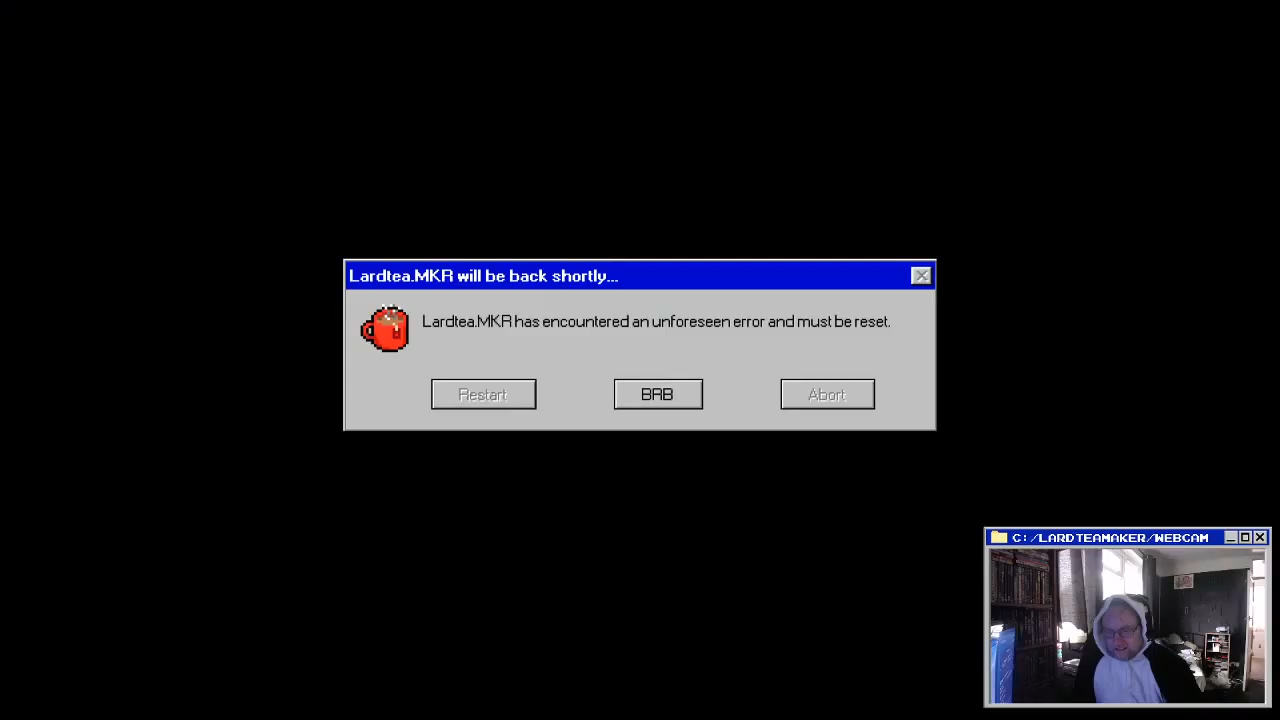 Lardtea.MKR will be back shortly...
Lardtea.MKR has encountered an unforeseen error and must be reset.
Restart
BRB
Abort
C:/LARDTEAMAKER/WEBCAM